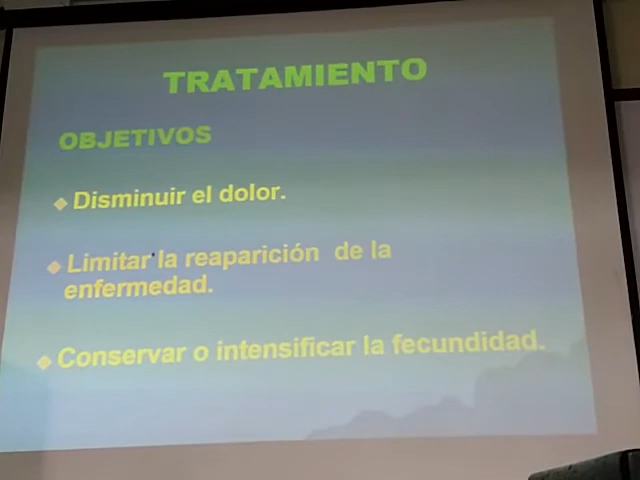 TRATAMIENTO
OBJETIVOS
Disminuir el dolor.
Limitar la reaparición de la
enfermedad.
Conservar o intensificar la fecundidad.